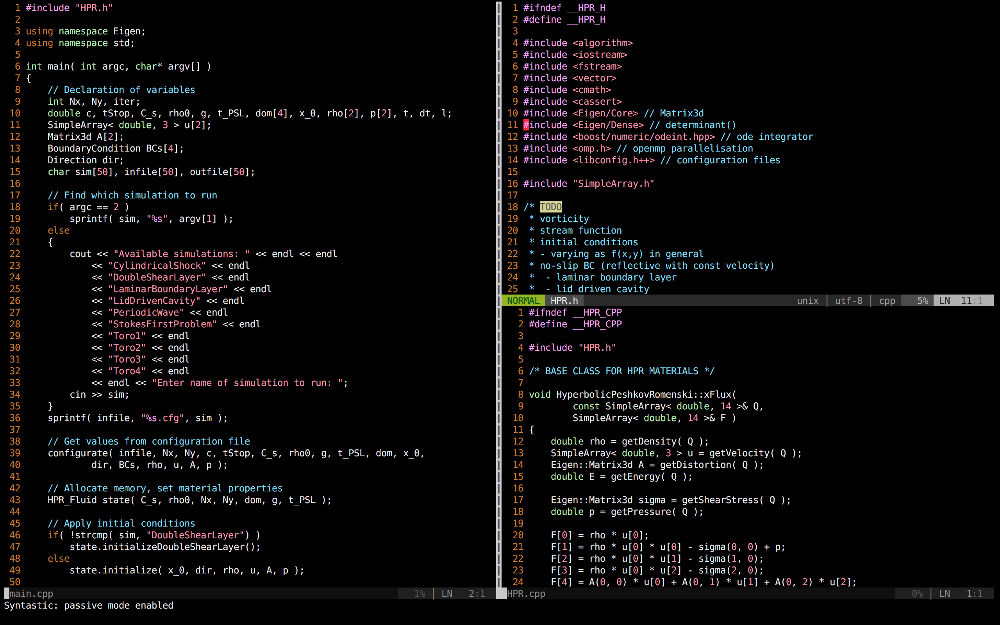 1 #include "HPR.h"
2
3 using namespace Eigen;
4 using namespace std;
5
6 int main( int argc, char* argv[] )
7 {
8     // Declaration of variables
9     int Nx, Ny, iter;
10     double c, tStop, C_s, rho0, g, t_PSL, dom[4], x_0, rho[2], p[2], t, dt, l;
11     SimpleArray< double, 3 > u[2];
12     Matrix3d A[2];
13     BoundaryCondition BCs[4];
14     Direction dir;
15     char sim[50], infile[50], outfile[50];
16
17     // Find which simulation to run
18     if( argc == 2 )
19         sprintf( sim, "%s", argv[1] );
20     else
21     {
22         cout << "Available simulations: " << endl << endl
23             << "CylindricalShock" << endl
24             << "DoubleShearLayer" << endl
25             << "LaminarBoundaryLayer" << endl
26             << "LidDrivenCavity" << endl
27             << "PeriodicWave" << endl
28             << "StokesFirstProblem" << endl
29             << "Toro1" << endl
30             << "Toro2" << endl
31             << "Toro3" << endl
32             << "Toro4" << endl
33             << endl << "Enter name of simulation to run: ";
34         cin >> sim;
35     }
36     sprintf( infile, "%s.cfg", sim );
37
38     // Get values from configuration file
39     configurate( infile, Nx, Ny, c, tStop, C_s, rho0, g, t_PSL, dom, x_0,
40             dir, BCs, rho, u, A, p );
41
42     // Allocate memory, set material properties
43     HPR_Fluid state( C_s, rho0, Nx, Ny, dom, g, t_PSL );
44
45     // Apply initial conditions
46     if( !strcmp( sim, "DoubleShearLayer") )
47         state.initializeDoubleShearLayer();
48     else
49         state.initialize( x_0, dir, rho, u, A, p );
50
main.cpp 1% | LN 2:1
1 #ifndef __HPR_H
2 #define __HPR_H
3
4 #include <algorithm>
5 #include <iostream>
6 #include <fstream>
7 #include <vector>
8 #include <cmath>
9 #include <cassert>
10 #include <Eigen/Core> // Matrix3d
11 #include <Eigen/Dense> // determinant()
12 #include <boost/numeric/odeint.hpp> // ode integrator
13 #include <omp.h> // openmp parallelisation
14 #include <libconfig.h++> // configuration files
15
16 #include "SimpleArray.h"
17
18 /* TODO
19  * vorticity
20  * stream function
21  * initial conditions
22  * - varying as f(x,y) in general
23  * no-slip BC (reflective with const velocity)
24  *  - laminar boundary layer
25  *  - lid driven cavity
NORMAL HPR.h unix | utf-8 | cpp 5% LN 11:1
1 #ifndef __HPR_CPP
2 #define __HPR_CPP
3
4 #include "HPR.h"
5
6 /* BASE CLASS FOR HPR MATERIALS */
7
8 void HyperbolicPeshkovRomenski::xFlux(
9         const SimpleArray< double, 14 >& Q,
10         SimpleArray< double, 14 >& F )
11 {
12     double rho = getDensity( Q );
13     SimpleArray< double, 3 > u = getVelocity( Q );
14     Eigen::Matrix3d A = getDistortion( Q );
15     double E = getEnergy( Q );
16
17     Eigen::Matrix3d sigma = getShearStress( Q );
18     double p = getPressure( Q );
19
20     F[0] = rho * u[0];
21     F[1] = rho * u[0] * u[0] - sigma(0, 0) + p;
22     F[2] = rho * u[0] * u[1] - sigma(1, 0);
23     F[3] = rho * u[0] * u[2] - sigma(2, 0);
24     F[4] = A(0, 0) * u[0] + A(0, 1) * u[1] + A(0, 2) * u[2];
HPR.cpp 0% | LN 1:1
Syntastic: passive mode enabled